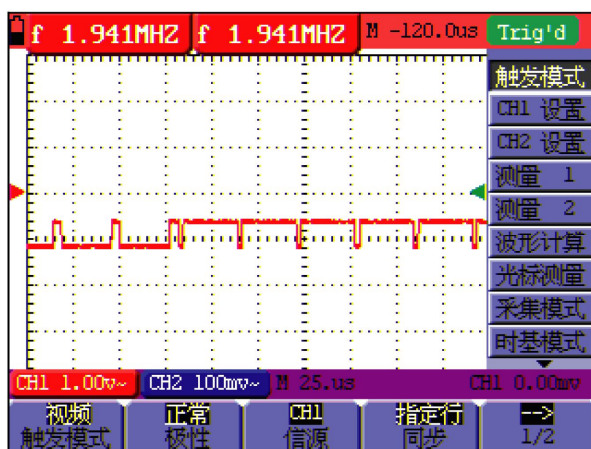 f 1.941MHZ f 1.941MHZ M -120.0us Trig'd
触发模式
CH1 设置
CH2 设置
测量 1
测量 2
波形计算
光标测量
采集模式
时基模式
CH1 1.00v~ CH2 100mv~ M 25.us CH1 0.00mv
视频 正常 CH1 指定行 -->
触发模式 极性 信源 同步 1/2